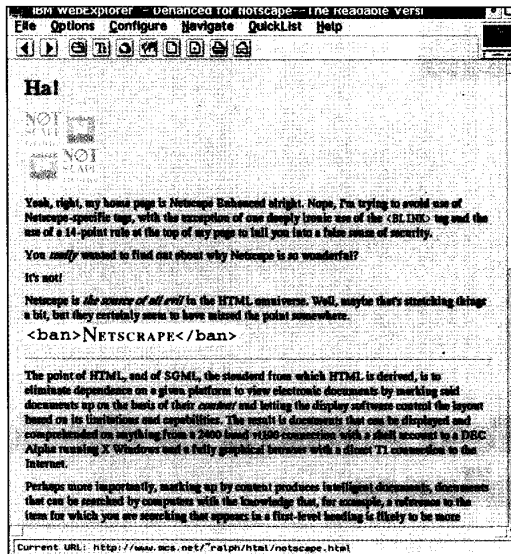 IBM WebExplorer - Denhanced for Notscape--The Readable Versi
File Options Configure Navigate QuickList Help
Ha!
NØT
NØT
Yeah, right, my home page is Netscape Enhanced alright. Nope, I'm trying to avoid use of
Netscape-specific tags, with the exception of one deeply ironic use of the <BLINK> tag and the
use of a 14-point rule at the top of my page to lull you into a false sense of security.
You really wanted to find out about why Netscape is so wonderful?
It's not!
Netscape is the source of all evil in the HTML omniverse. Well, maybe that's stretching things
a bit, but they certainly seem to have missed the point somewhere.
<ban>NETSCRAPE</ban>
The point of HTML, and of SGML, the standard from which HTML is derived, is to
eliminate dependence on a given platform to view electronic documents by marking said
documents up on the basis of their content and letting the display software control the layout
based on its limitations and capabilities. The result is documents that can be displayed and
comprehended on anything from a 2400 baud vt100 connection with a shell account to a DEC
Alpha running X Windows and a fully graphical browser with a direct T1 connection to the
Internet.
Perhaps more importantly, marking up by content produces intelligent documents, documents
that can be searched by computers with the knowledge that, for example, a reference to the
item for which you are searching that appears in a first-level heading is likely to be more
Current URL: http://www.mcs.net/~ralph/html/notscape.html